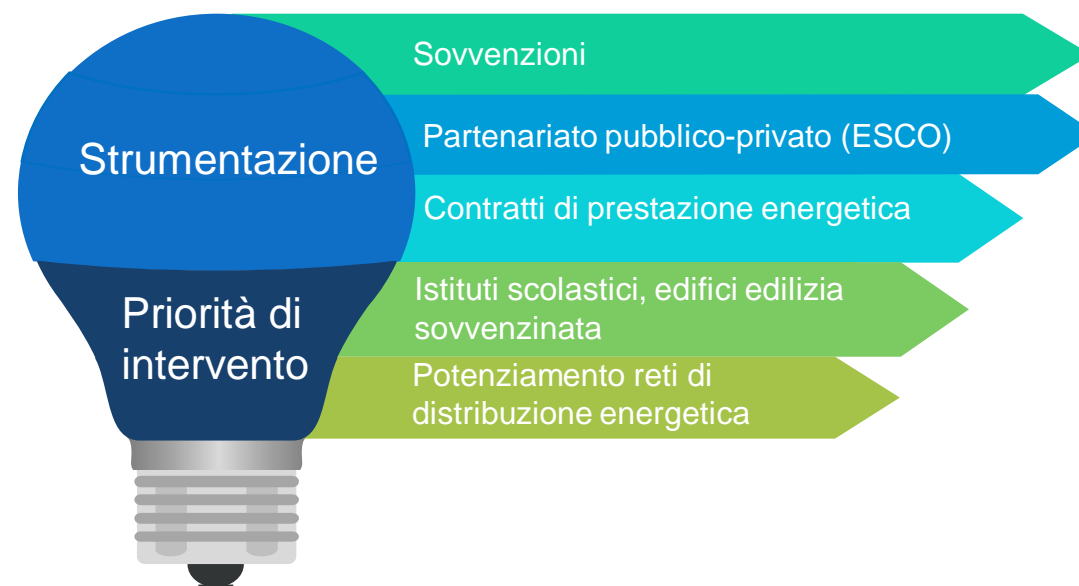 Strumentazione
Sovvenzioni
Partenariato pubblico-privato (ESCO)
Contratti di prestazione energetica
Priorità di
intervento
Istituti scolastici, edifici edilizia
sovvenzinata
Potenziamento reti di
distribuzione energetica